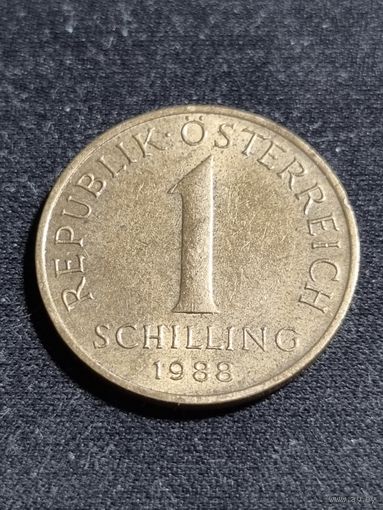 REPUBLIK·ÖSTERREICH
1
SCHILLING
1988